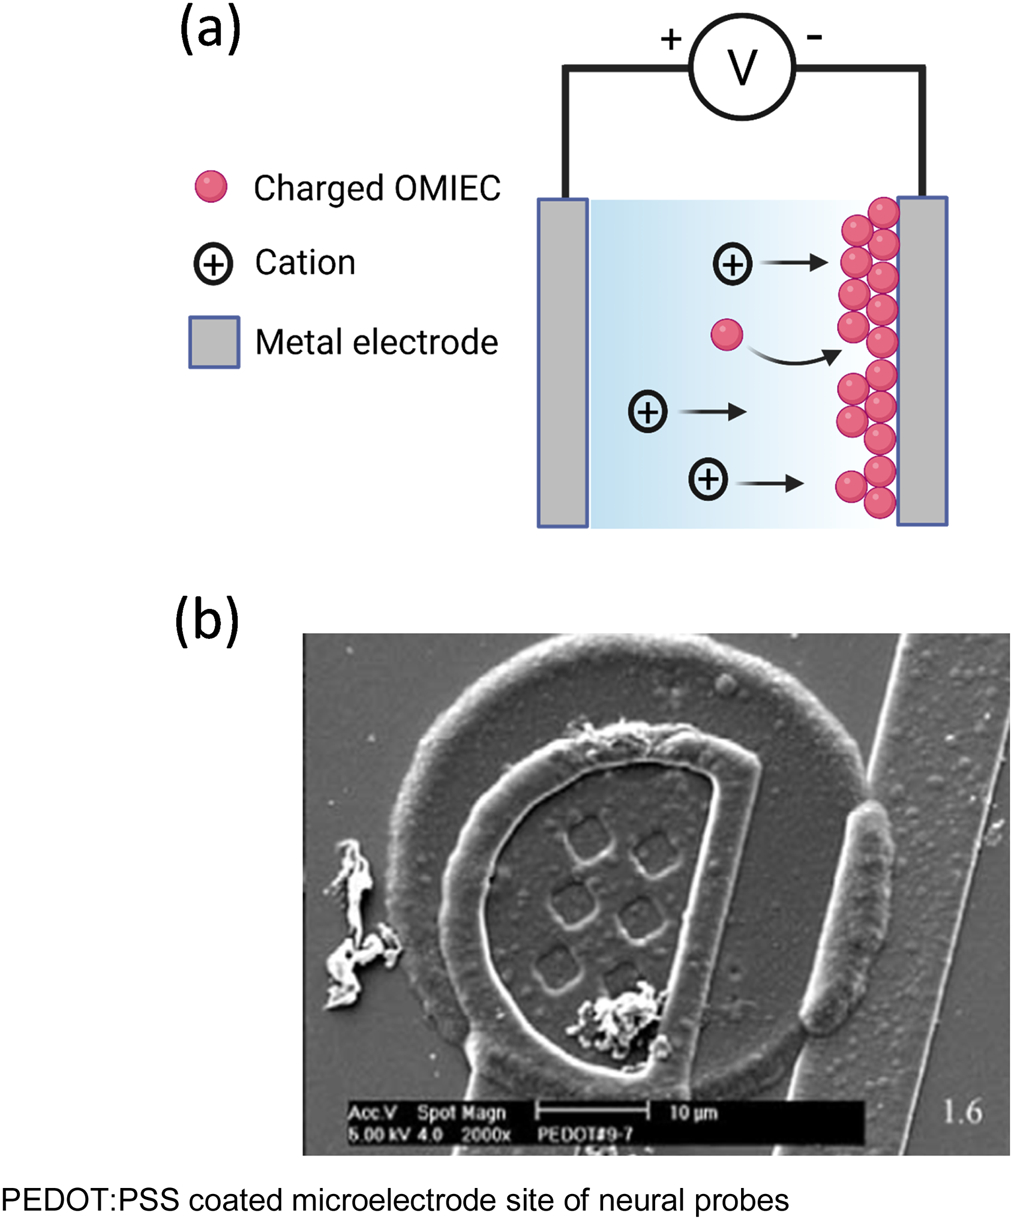 (a)
+ V -
Charged OMIEC
Cation
Metal electrode
(b)
Acc.V Spot Magn 10 µm
5.00 kV 4.0 2000x PEDOT#9-7
1.6
PEDOT:PSS coated microelectrode site of neural probes